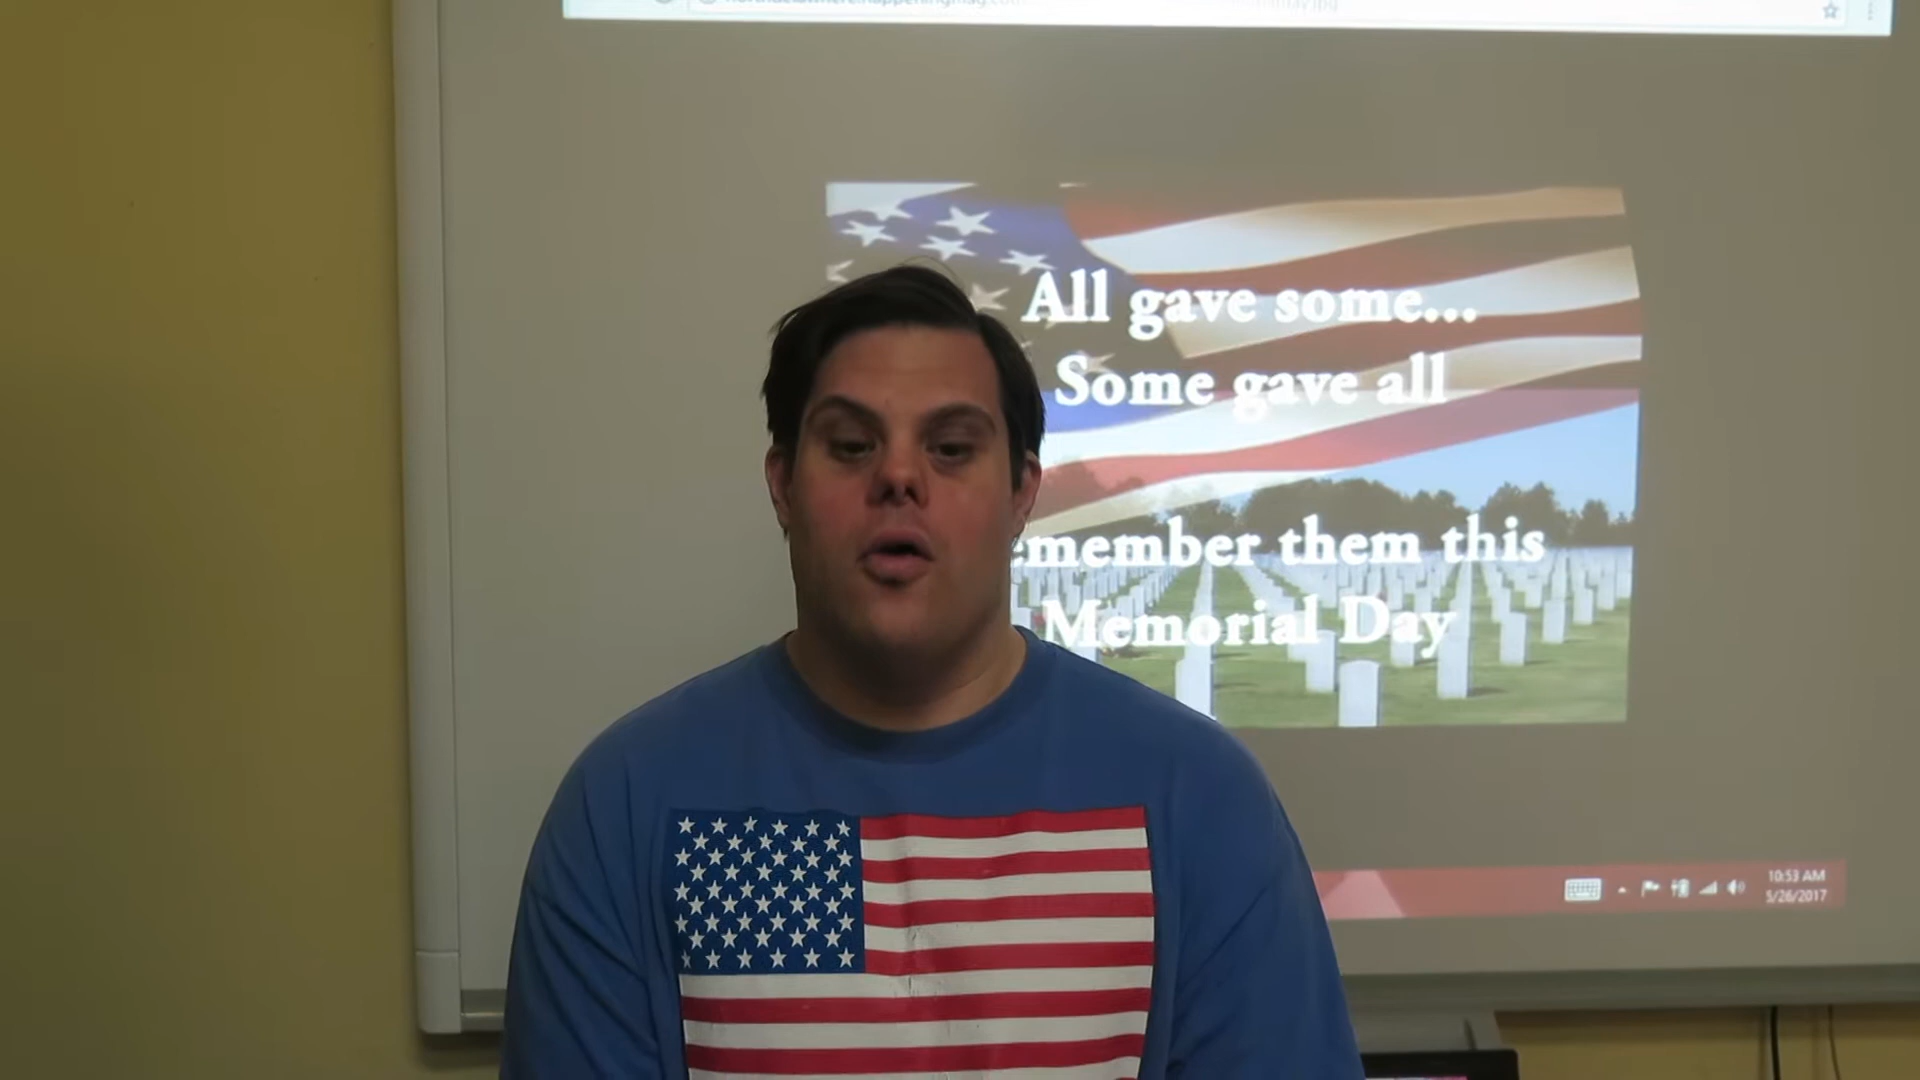 All gave some...
Some gave all
emember them this
Memorial Day
10:53 AM
5/26/2017